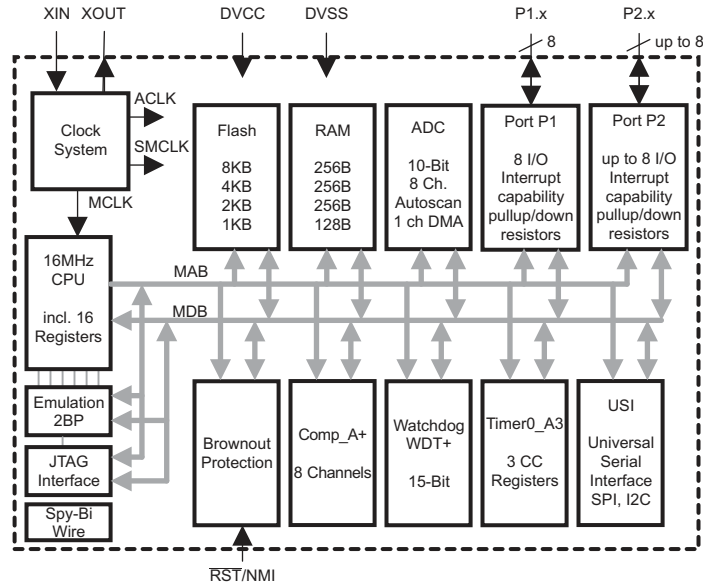 XIN XOUT DVCC DVSS P1.x P2.x
8
up to 8
ACLK
SMCLK
MCLK
Clock
System
Flash
8KB
4KB
2KB
1KB
RAM
256B
256B
256B
128B
ADC
10-Bit
8 Ch.
Autoscan
1 ch DMA
Port P1
8 I/O
Interrupt
capability
pullup/down
resistors
Port P2
up to 8 I/O
Interrupt
capability
pullup/down
resistors
16MHz
CPU
incl. 16
Registers
MAB
MDB
Emulation
2BP
JTAG
Interface
Spy-Bi
Wire
Brownout
Protection
Comp_A+
8 Channels
Watchdog
WDT+
15-Bit
Timer0_A3
3 CC
Registers
USI
Universal
Serial
Interface
SPI, I2C
RST/NMI